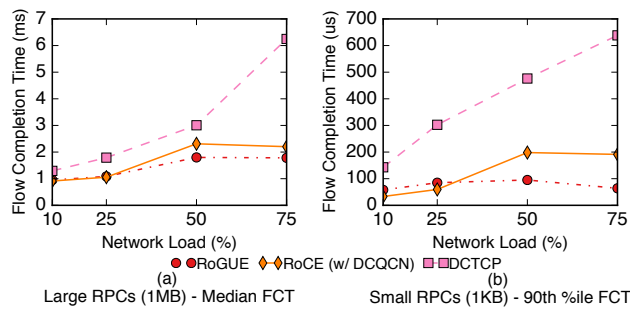 Flow Completion Time (ms)
7
6
5
4
3
2
1
0
10
25
50
75
Network Load (%)
Flow Completion Time (us)
700
600
500
400
300
200
100
0
10
25
50
75
Network Load (%)
RoGUE
RoCE (w/ DCQCN)
DCTCP
(a)
Large RPCs (1MB) - Median FCT
(b)
Small RPCs (1KB) - 90th %ile FCT